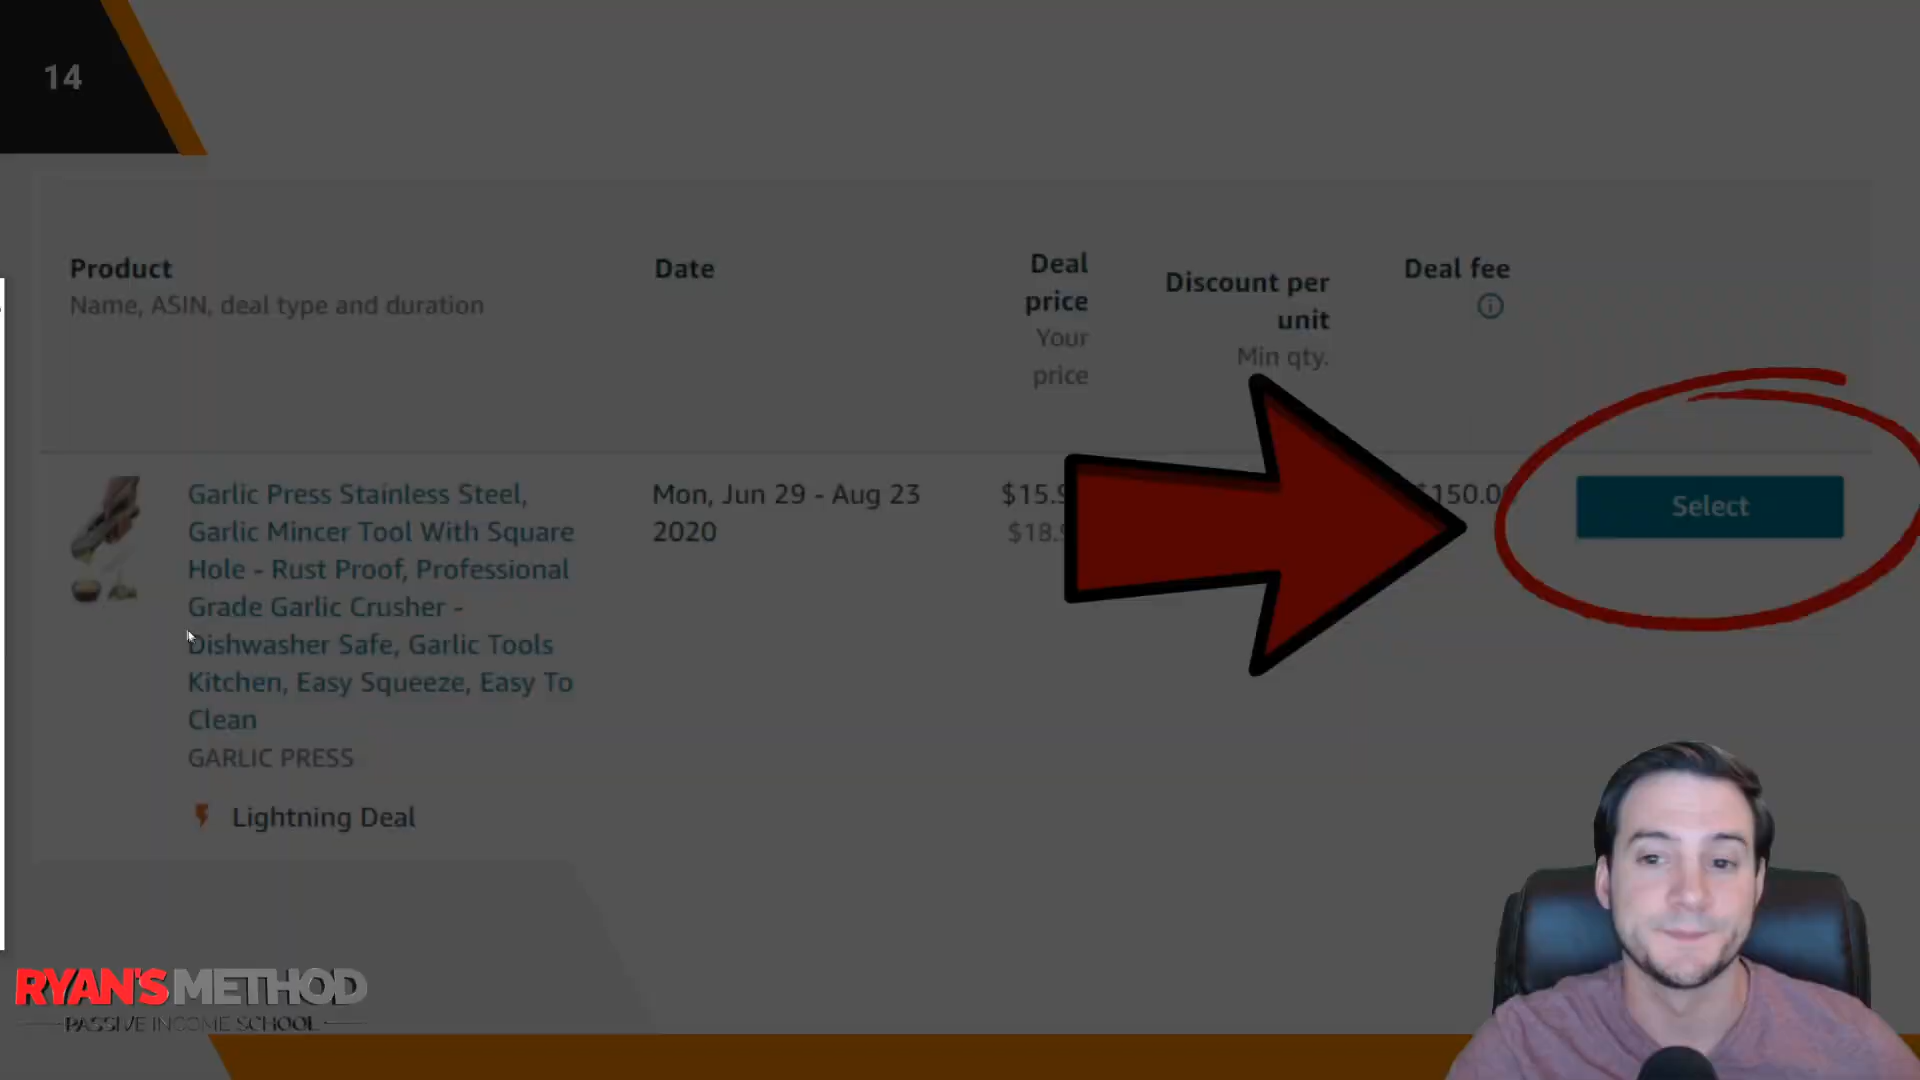 14
Product
Name, ASIN, deal type and duration
Date
Deal
price
Your
price
Discount per
unit
Min qty.
Deal fee
Garlic Press Stainless Steel,
Garlic Mincer Tool With Square
Hole - Rust Proof, Professional
Grade Garlic Crusher -
Dishwasher Safe, Garlic Tools
Kitchen, Easy Squeeze, Easy To
Clean
GARLIC PRESS
Lightning Deal
Mon, Jun 29 - Aug 23
2020
Select
RYAN'S METHOD
PASSIVE INCOME SCHOOL